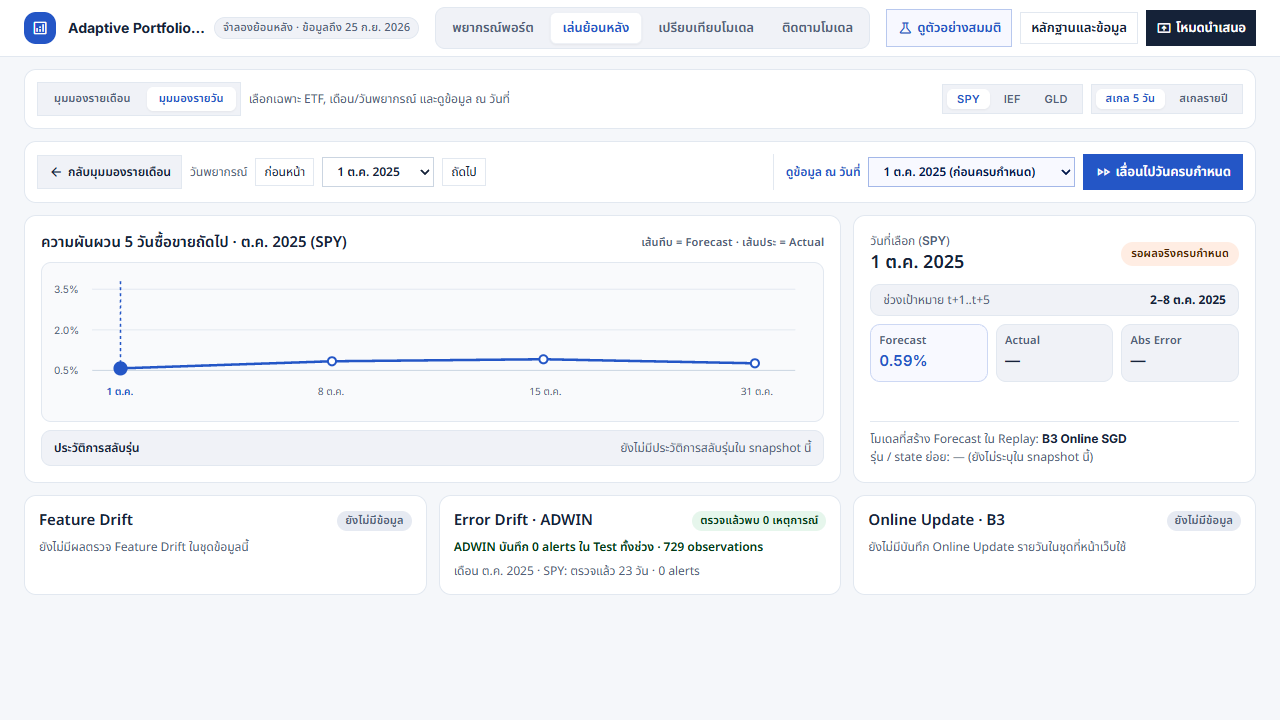 Adaptive Portfolio...
จำลองย้อนหลัง · ข้อมูลถึง 25 ก.ย. 2026
พยากรณ์พอร์ต
เล่นย้อนหลัง
เปรียบเทียบโมเดล
ติดตามโมเดล
ดูตัวอย่างสมมติ
หลักฐานและข้อมูล
โหมดนำเสนอ
มุมมองรายเดือน
มุมมองรายวัน
เลือกเฉพาะ ETF, เดือน/วันพยากรณ์ และดูข้อมูล ณ วันที่
SPY
IEF
GLD
สเกล 5 วัน
สเกลรายปี
กลับมุมมองรายเดือน
วันพยากรณ์
ก่อนหน้า
1 ต.ค. 2025
ถัดไป
ดูข้อมูล ณ วันที่
1 ต.ค. 2025 (ก่อนครบกำหนด)
เลื่อนไปวันครบกำหนด
ความผันผวน 5 วันซื้อขายถัดไป · ต.ค. 2025 (SPY)
เส้นทึบ = Forecast · เส้นประ = Actual
3.5%
2.0%
0.5%
1 ต.ค.
8 ต.ค.
15 ต.ค.
31 ต.ค.
ประวัติการสลับรุ่น
ยังไม่มีประวัติการสลับรุ่นใน snapshot นี้
วันที่เลือก (SPY)
1 ต.ค. 2025
รอผลจริงครบกำหนด
ช่วงเป้าหมาย t+1..t+5
2–8 ต.ค. 2025
Forecast
0.59%
Actual
—
Abs Error
—
โมเดลที่สร้าง Forecast ใน Replay: B3 Online SGD
รุ่น / state ย่อย: — (ยังไม่ระบุใน snapshot นี้)
Feature Drift
ยังไม่มีข้อมูล
ยังไม่มีผลตรวจ Feature Drift ในชุดข้อมูลนี้
Error Drift · ADWIN
ตรวจแล้วพบ 0 เหตุการณ์
ADWIN บันทึก 0 alerts ใน Test ทั้งช่วง · 729 observations
เดือน ต.ค. 2025 · SPY: ตรวจแล้ว 23 วัน · 0 alerts
Online Update · B3
ยังไม่มีข้อมูล
ยังไม่มีบันทึก Online Update รายวันในชุดที่หน้าเว็บใช้